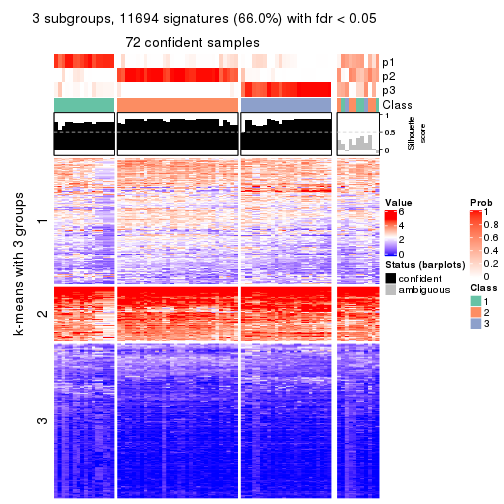 3 subgroups, 11694 signatures (66.0%) with fdr < 0.05
72 confident samples
p1
p2
p3
Class
1
0.5
0
Silhouette
score
k-means with 3 groups
1
2
3
Value
6
4
2
0
Status (barplots)
confident
ambiguous
Prob
1
0.8
0.6
0.4
0.2
0
Class
1
2
3